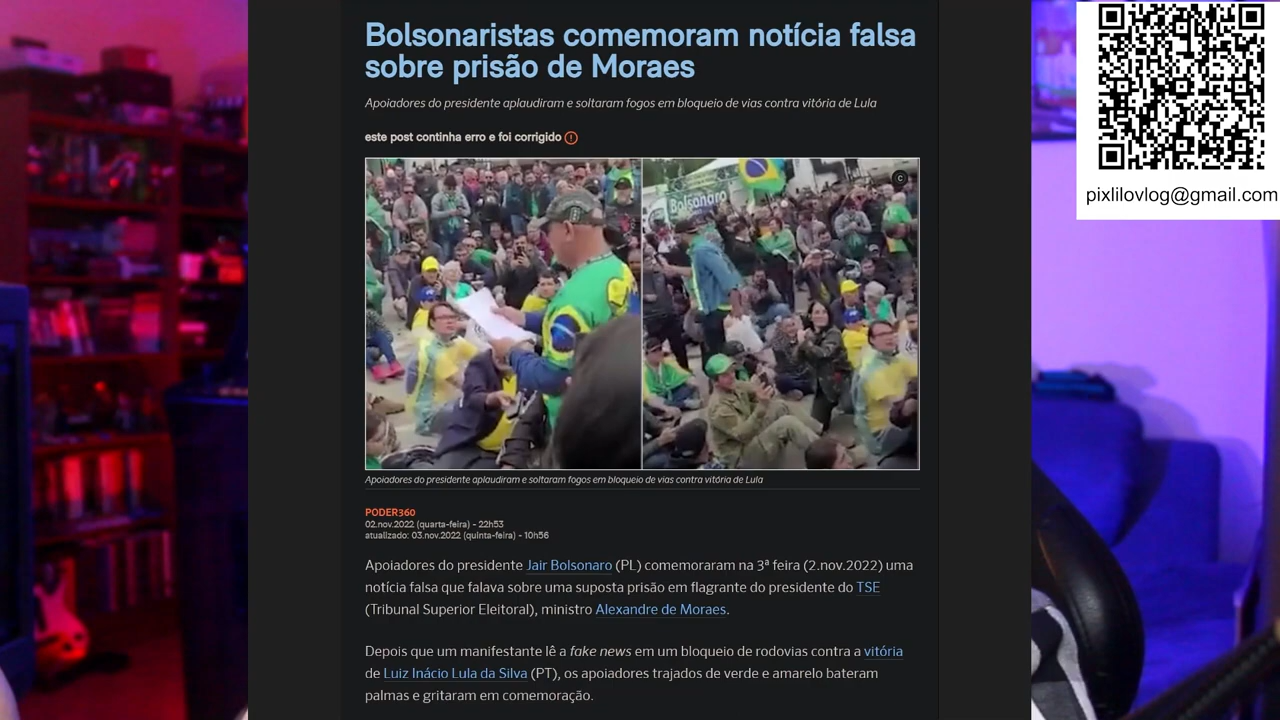 Bolsonaristas comemoram notícia falsa
sobre prisão de Moraes
Apoiadores do presidente aplaudiram e soltaram fogos em bloqueio de vias contra vitória de Lula
este post continha erro e foi corrigido
Bolsonaro
Apoiadores do presidente aplaudiram e soltaram fogos em bloqueio de vias contra vitória de Lula
PODER360
02.nov.2022 (quarta-feira) - 22h53
atualizado: 03.nov.2022 (quinta-feira) - 10h56
Apoiadores do presidente Jair Bolsonaro (PL) comemoraram na 3ª feira (2.nov.2022) uma
notícia falsa que falava sobre uma suposta prisão em flagrante do presidente do TSE
(Tribunal Superior Eleitoral), ministro Alexandre de Moraes.
Depois que um manifestante lê a fake news em um bloqueio de rodovias contra a vitória
de Luiz Inácio Lula da Silva (PT), os apoiadores trajados de verde e amarelo bateram
palmas e gritaram em comemoração.
pixlilovlog@gmail.com